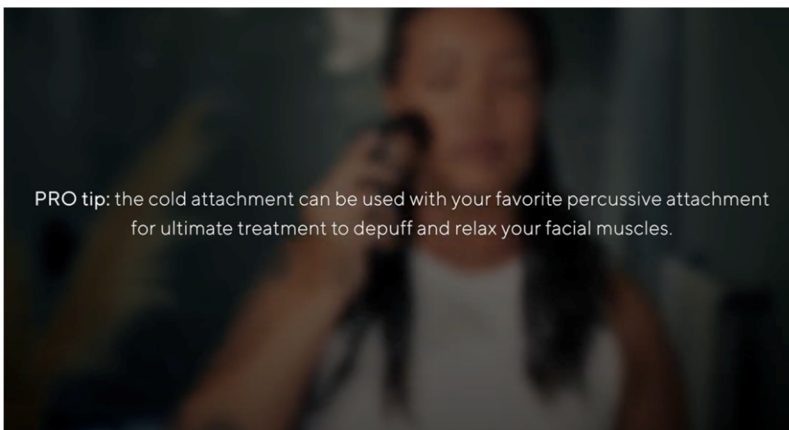 PRO tip: the cold attachment can be used with your favorite percussive attachment
for ultimate treatment to depuff and relax your facial muscles.